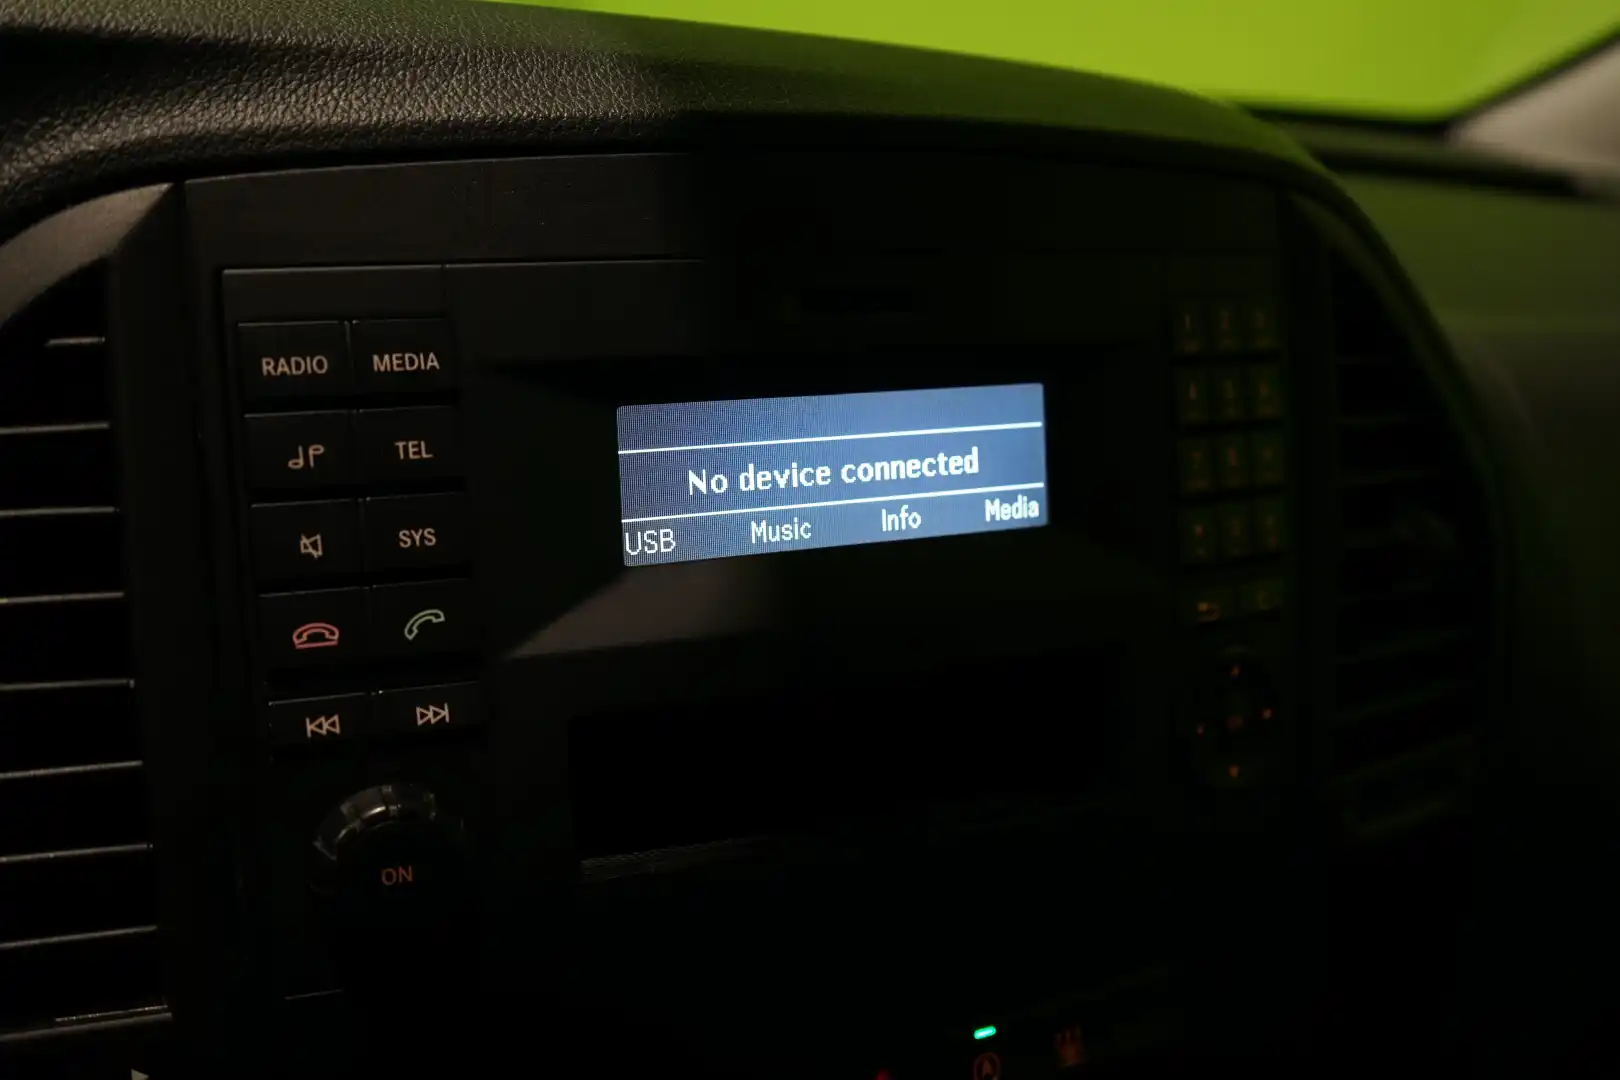 RADIO MEDIA
TEL
SYS
No device connected
USB Music Info Media
ON